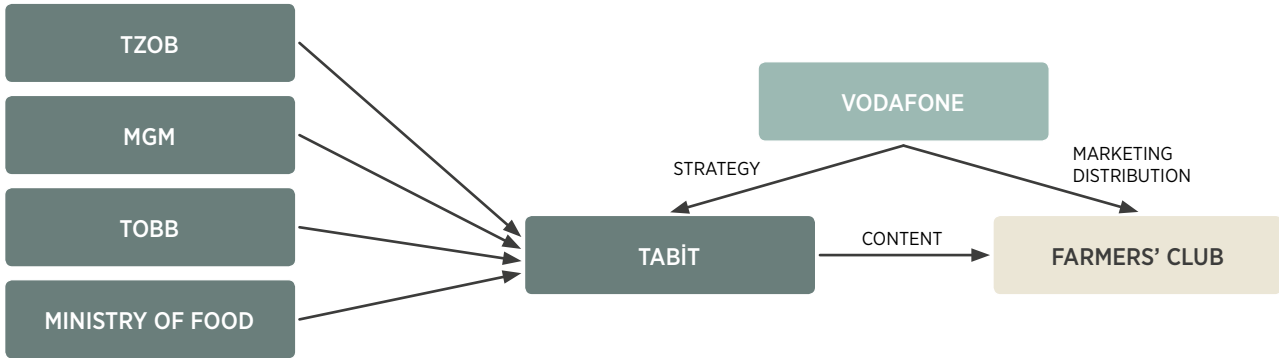 TZOB
MGM
TOBB
MINISTRY OF FOOD
VODAFONE
STRATEGY
MARKETING
DISTRIBUTION
TABİT
CONTENT
FARMERS’ CLUB